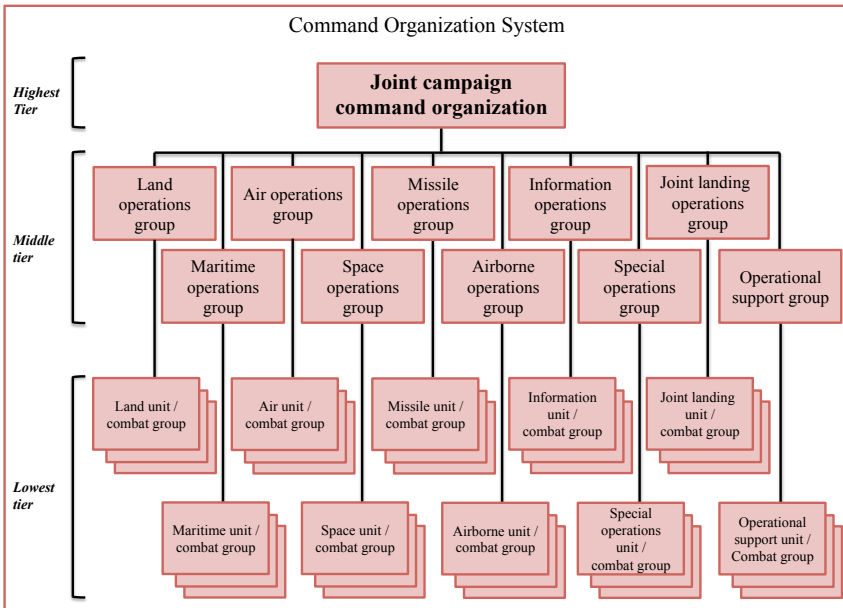 Command Organization System
Highest
Tier
Joint campaign
command organization
Middle
tier
Land
operations
group
Air operations
group
Missile
operations
group
Information
operations
group
Joint landing
operations
group
Maritime
operations
group
Space
operations
group
Airborne
operations
group
Special
operations
group
Operational
support group
Lowest
tier
Land unit /
combat group
Air unit /
combat group
Missile unit /
combat group
Information
unit /
combat group
Joint landing
unit /
combat group
Maritime unit /
combat group
Space unit /
combat group
Airborne unit /
combat group
Special
operations
unit/
combat group
Operational
support unit /
Combat group